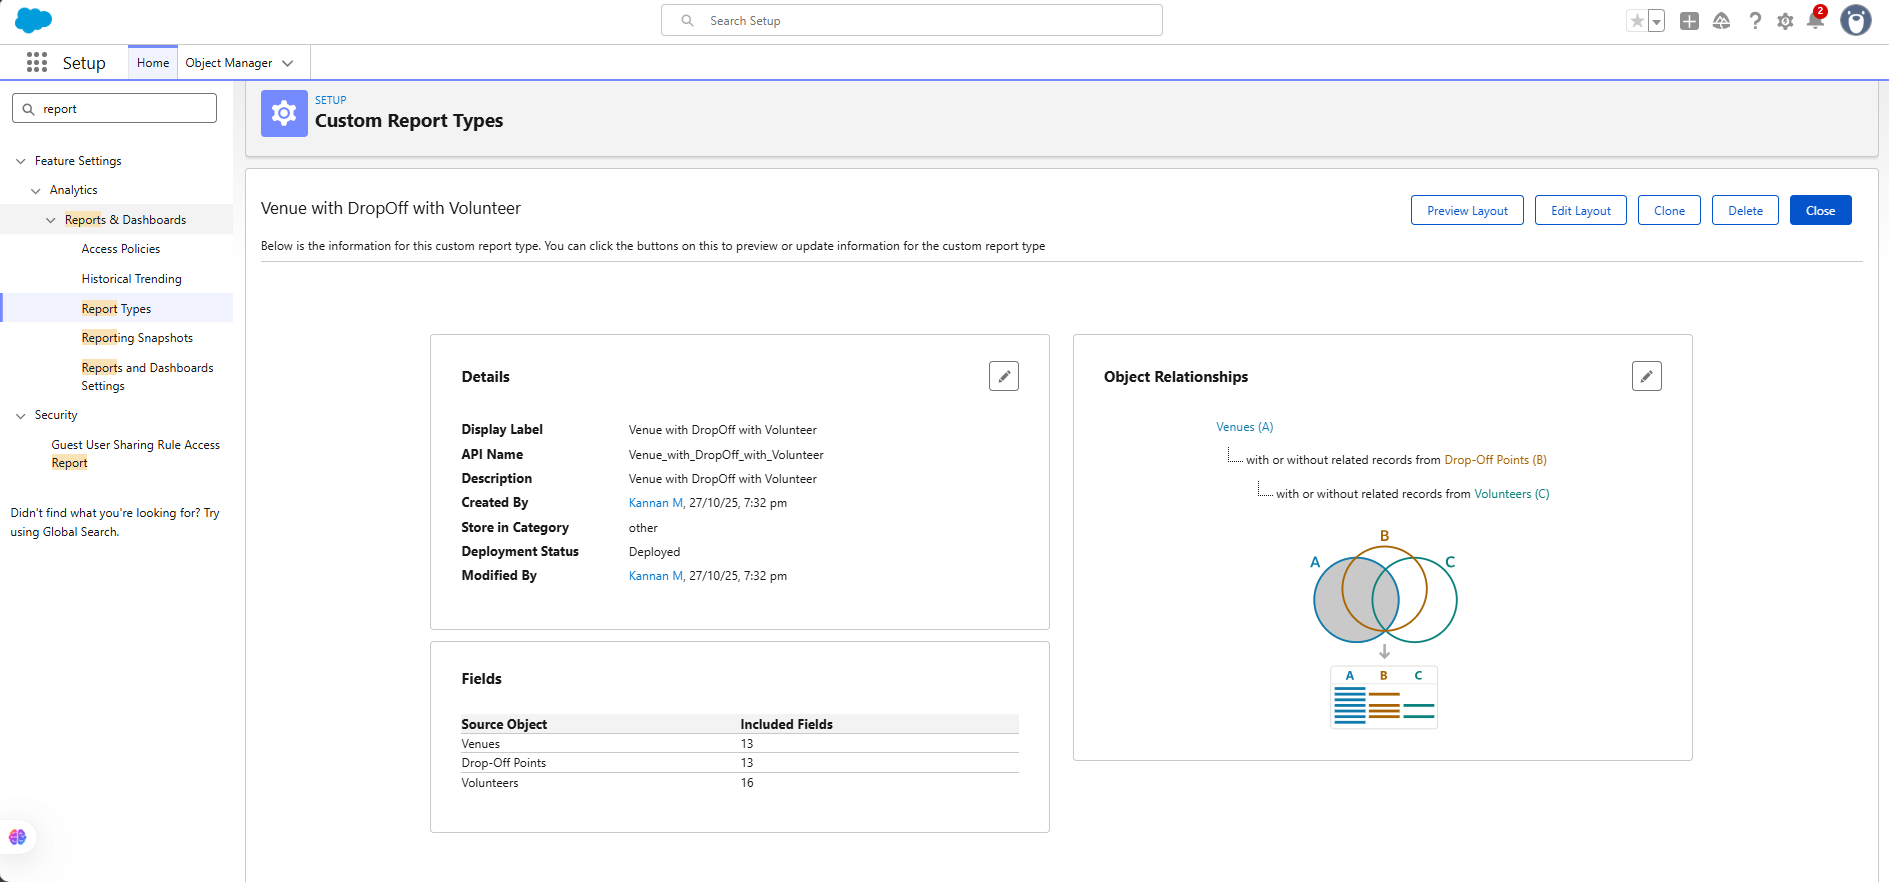 Search Setup
2
Setup
Home
Object Manager
report
Feature Settings
Analytics
Reports & Dashboards
Access Policies
Historical Trending
Report Types
Reporting Snapshots
Reports and Dashboards
Settings
Security
Guest User Sharing Rule Access
Report
Didn't find what you're looking for? Try
using Global Search.
SETUP
Custom Report Types
Venue with DropOff with Volunteer
Preview Layout
Edit Layout
Clone
Delete
Close
Below is the information for this custom report type. You can click the buttons on this to preview or update information for the custom report type
Details
Display Label Venue with DropOff with Volunteer
API Name Venue_with_DropOff_with_Volunteer
Description Venue with DropOff with Volunteer
Created By Kannan M, 27/10/25, 7:32 pm
Store in Category other
Deployment Status Deployed
Modified By Kannan M, 27/10/25, 7:32 pm
Fields
Source Object Included Fields
Venues 13
Drop-Off Points 13
Volunteers 16
Object Relationships
Venues (A)
with or without related records from Drop-Off Points (B)
with or without related records from Volunteers (C)
B
A C
A B C